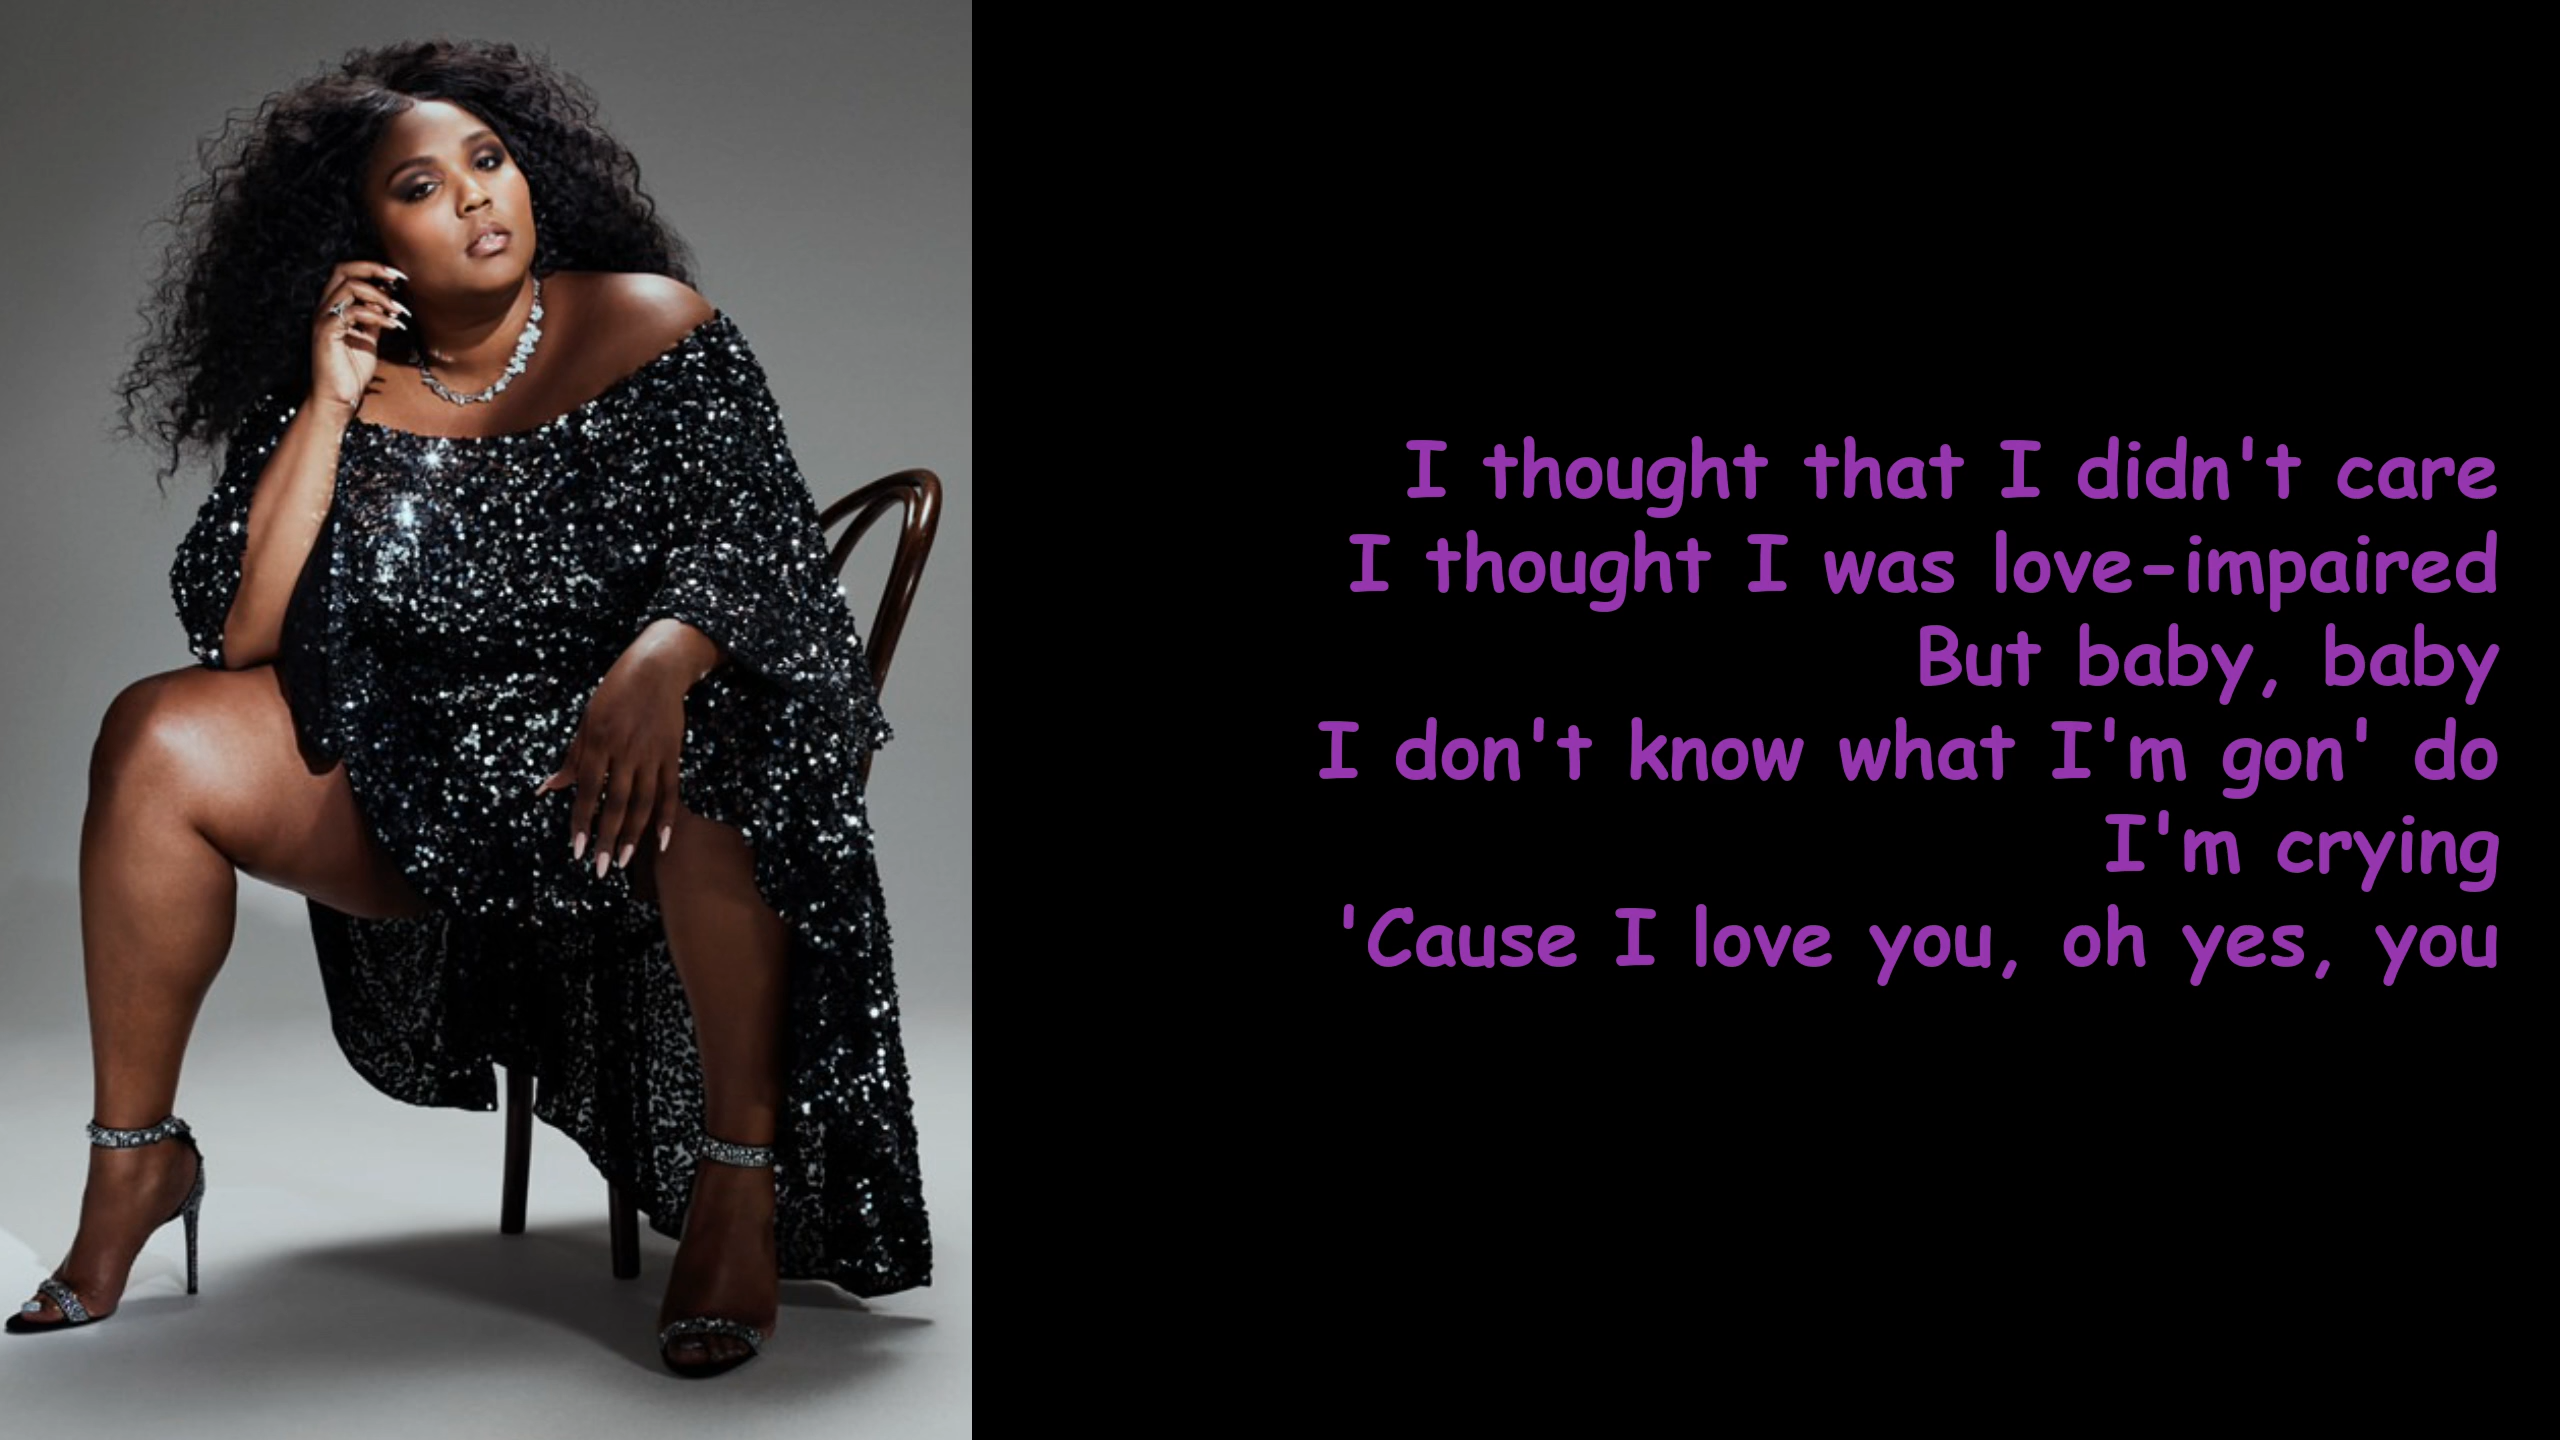 I thought that I didn't care
I thought I was love-impaired
But baby, baby
I don't know what I'm gon' do
I'm crying
'Cause I love you, oh yes, you